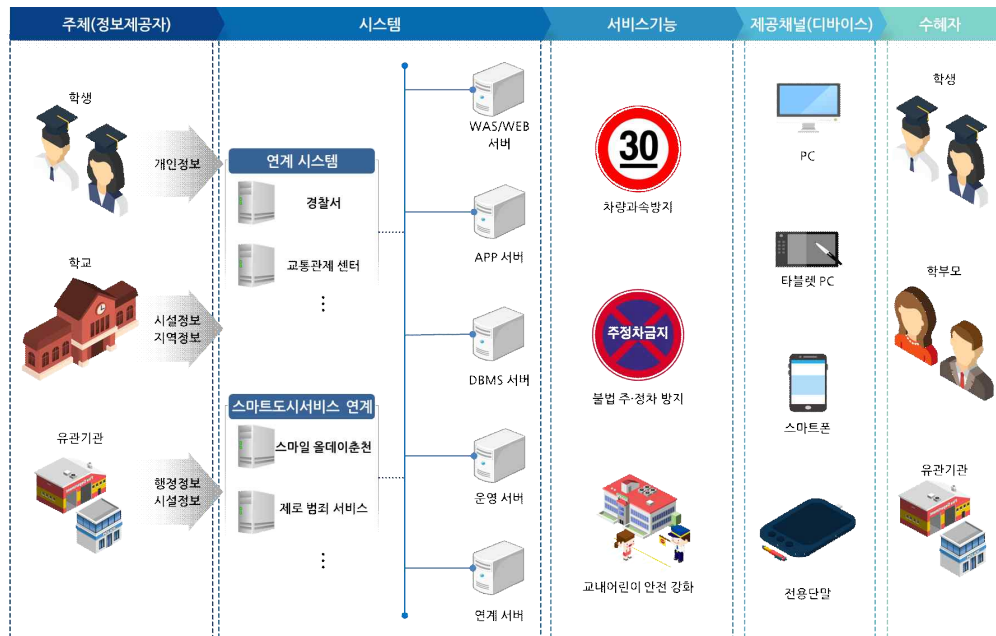 주체(정보제공자)
시스템
서비스기능
제공채널(디바이스)
수혜자
학생
개인정보
학교
시설정보
지역정보
유관기관
행정정보
시설정보
연계 시스템
경찰서
교통관제 센터
스마트도시서비스 연계
스마일 올데이춘천
제로 범죄 서비스
WAS/WEB
서버
APP 서버
DBMS 서버
운영 서버
연계 서버
30
차량과속방지
주정차금지
불법 주·정차 방지
교내어린이 안전 강화
PC
타블렛 PC
스마트폰
전용단말
학생
학부모
유관기관